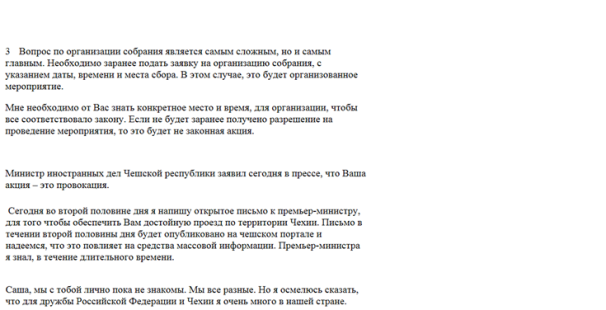 3 Вопрос по организации собрания является самым сложным, но и самым
главным. Необходимо заранее подать заявку на организацию собрания, с
указанием даты, времени и места сбора. В этом случае, это будет организованное
мероприятие.
Мне необходимо от Вас знать конкретное место и время, для организации, чтобы
все соответствовало закону. Если не будет заранее получено разрешение на
проведение мероприятия, то это будет не законная акция.
Министр иностранных дел Чешской республики заявил сегодня в прессе, что Ваша
акция – это провокация.
Сегодня во второй половине дня я напишу открытое письмо к премьер-министру,
для того чтобы обеспечить Вам достойную проезд по территории Чехии. Письмо в
течении второй половины дня будет опубликовано на чешском портале и
надеемся, что это повлияет на средства массовой информации. Премьер-министра
я знал, в течение длительного времени.
Саша, мы с тобой лично пока не знакомы. Мы все разные. Но я осмелюсь сказать,
что для дружбы Российской Федерации и Чехии я очень много в нашей стране.